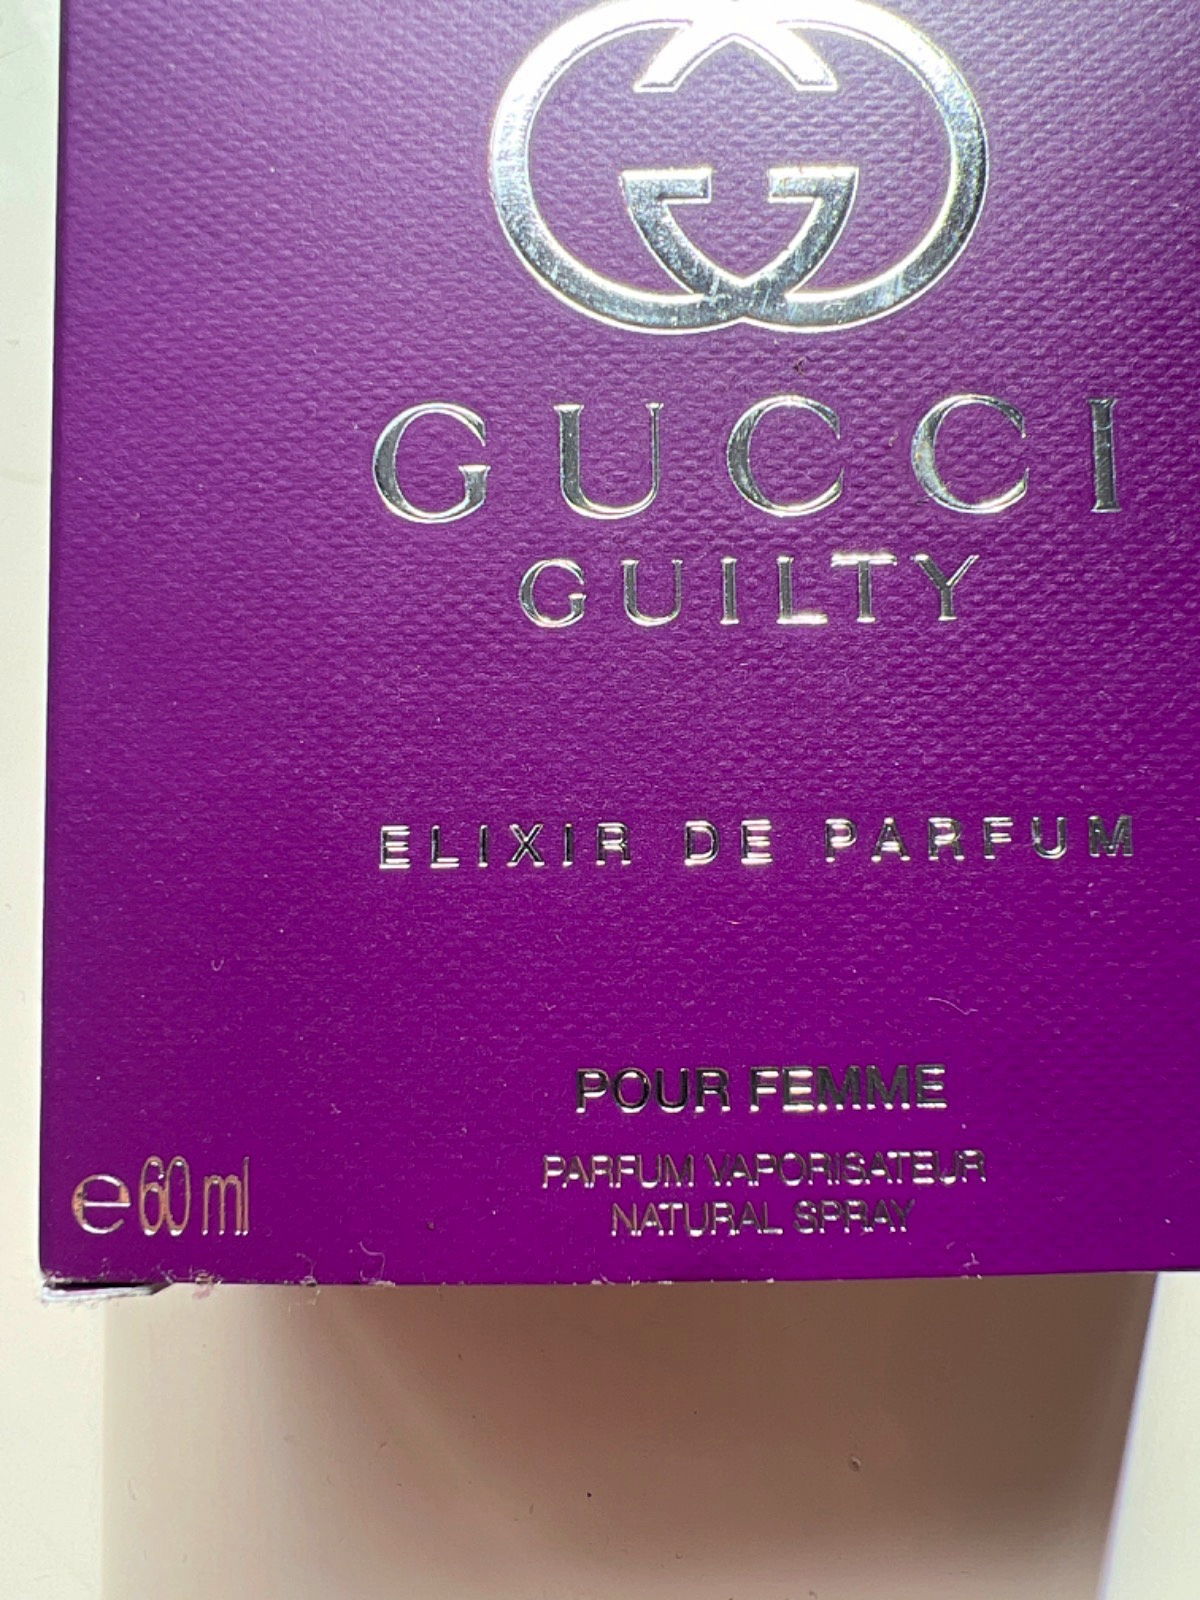 GUCCI
GUILTY
ELIXIR DE PARFUM
POUR FEMME
PARFUM VAPORISATEUR
NATURAL SPRAY
℮60 ml